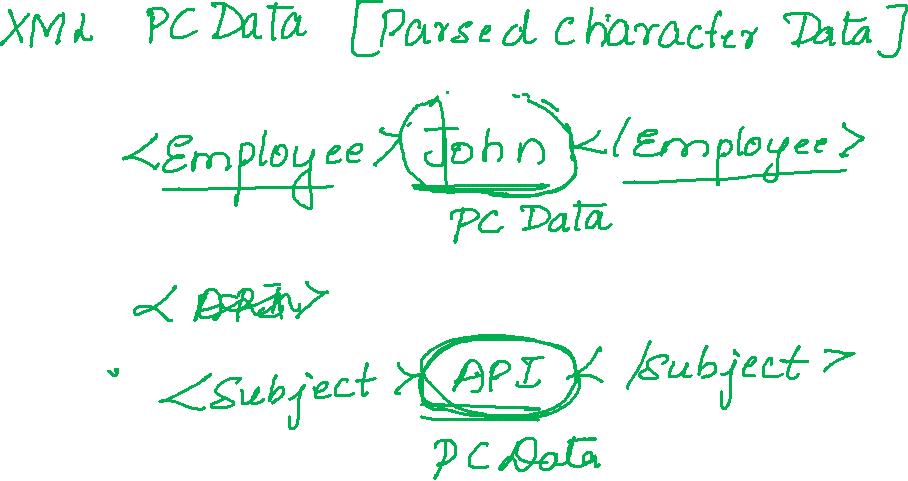 XML PC Data [Parsed Character Data]
<Employee>John</Employee>
PC Data
<
<Subject>API</Subject>
PC Data